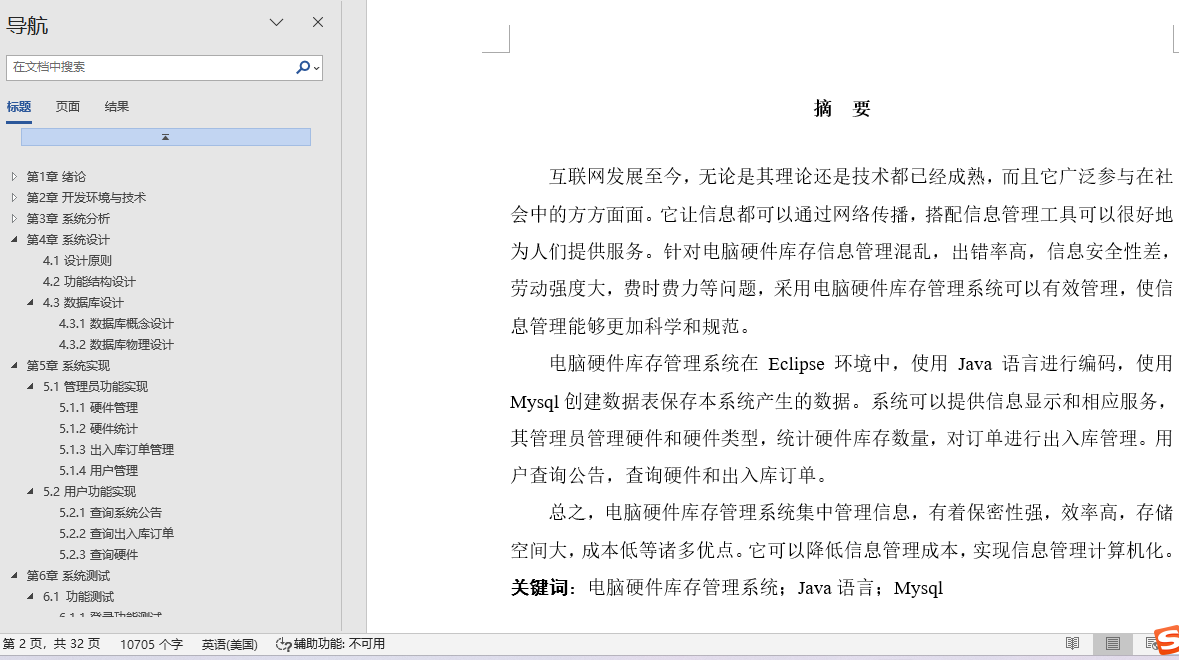 导航
在文档中搜索
标题 页面 结果
第1章 绪论
第2章 开发环境与技术
第3章 系统分析
第4章 系统设计
4.1 设计原则
4.2 功能结构设计
4.3 数据库设计
4.3.1 数据库概念设计
4.3.2 数据库物理设计
第5章 系统实现
5.1 管理员功能实现
5.1.1 硬件管理
5.1.2 硬件统计
5.1.3 出入库订单管理
5.1.4 用户管理
5.2 用户功能实现
5.2.1 查询系统公告
5.2.2 查询出入库订单
5.2.3 查询硬件
第6章 系统测试
6.1 功能测试
6.1.1 登录功能测试
摘 要
互联网发展至今，无论是其理论还是技术都已经成熟，而且它广泛参与在社
会中的方方面面。它让信息都可以通过网络传播，搭配信息管理工具可以很好地
为人们提供服务。针对电脑硬件库存信息管理混乱，出错率高，信息安全性差，
劳动强度大，费时费力等问题，采用电脑硬件库存管理系统可以有效管理，使信
息管理能够更加科学和规范。
电脑硬件库存管理系统在 Eclipse 环境中，使用 Java 语言进行编码，使用
Mysql 创建数据表保存本系统产生的数据。系统可以提供信息显示和相应服务，
其管理员管理硬件和硬件类型，统计硬件库存数量，对订单进行出入库管理。用
户查询公告，查询硬件和出入库订单。
总之，电脑硬件库存管理系统集中管理信息，有着保密性强，效率高，存储
空间大，成本低等诸多优点。它可以降低信息管理成本，实现信息管理计算机化。
关键词：电脑硬件库存管理系统；Java 语言；Mysql
第 2 页，共 32 页 10705 个字 英语(美国) 辅助功能: 不可用